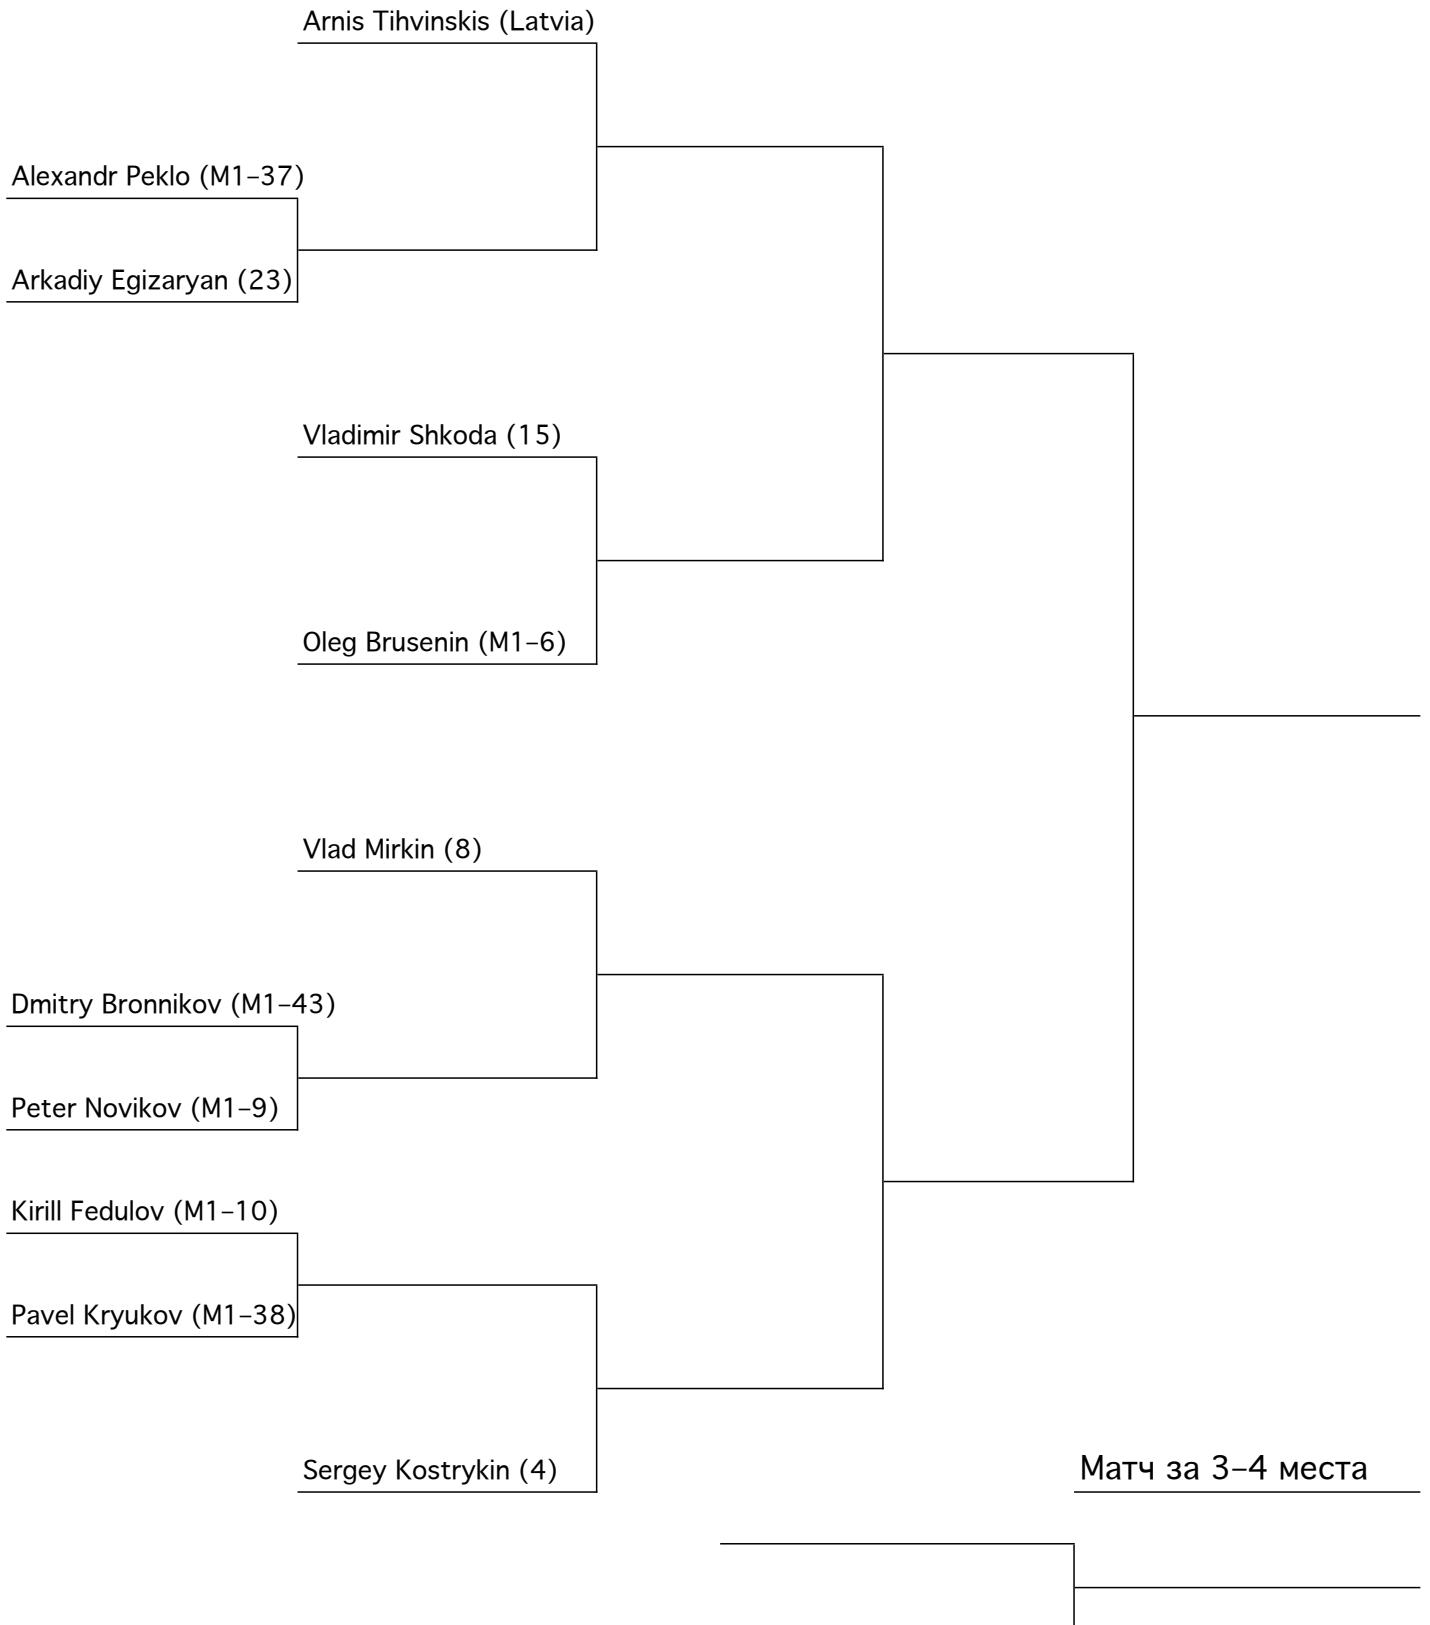 Arnis Tihvinskis (Latvia)
Alexandr Peklo (M1–37)
Arkadiy Egizaryan (23)
Vladimir Shkoda (15)
Oleg Brusenin (M1–6)
Vlad Mirkin (8)
Dmitry Bronnikov (M1–43)
Peter Novikov (M1–9)
Kirill Fedulov (M1–10)
Pavel Kryukov (M1–38)
Sergey Kostrykin (4)
Матч за 3–4 места